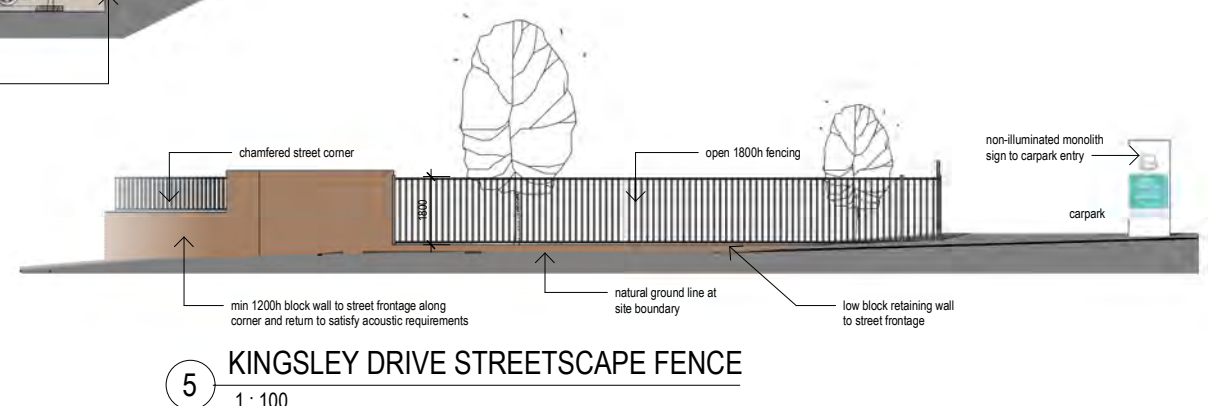 chamfered street corner
open 1800h fencing
non-illuminated monolith
sign to carpark entry
1800
carpark
min 1200h block wall to street frontage along
corner and return to satisfy acoustic requirements
natural ground line at
site boundary
low block retaining wall
to street frontage
5
KINGSLEY DRIVE STREETSCAPE FENCE
1 : 100